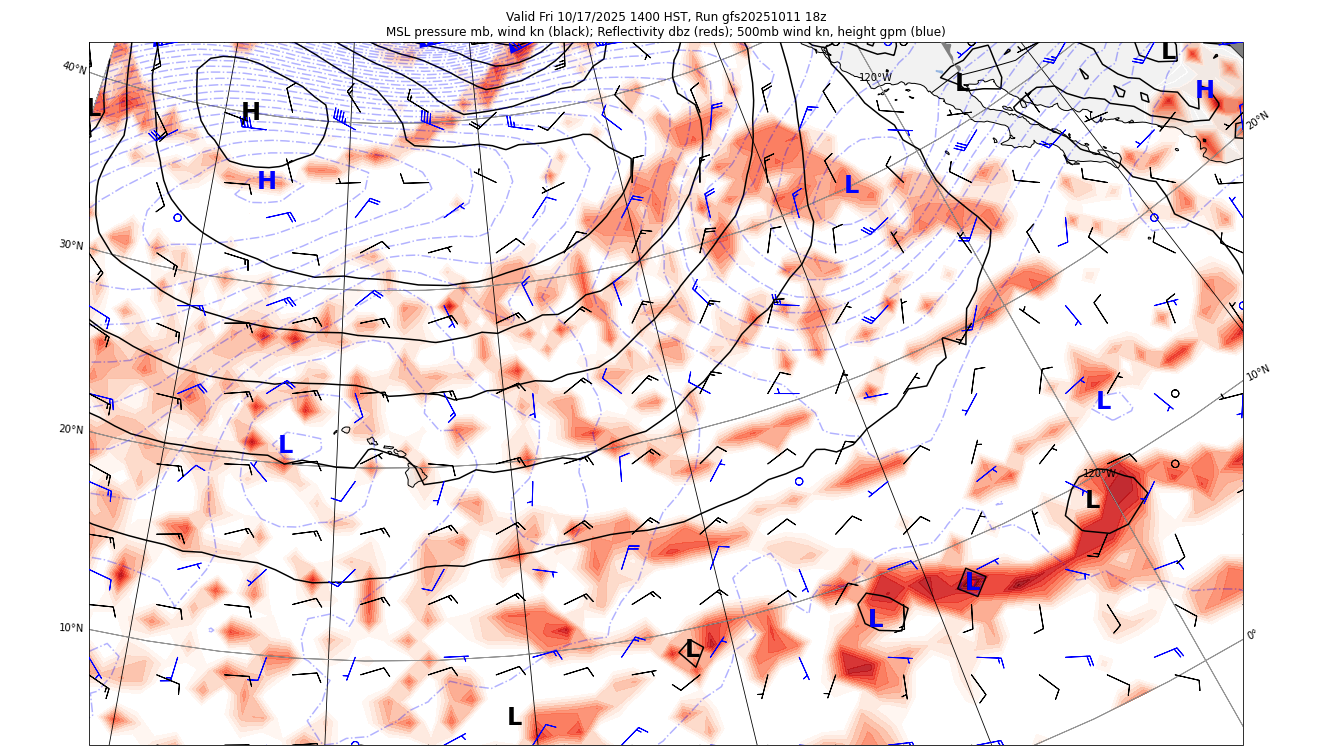 Valid Fri 10/17/2025 1400 HST, Run gfs20251011 18z
MSL pressure mb, wind kn (black); Reflectivity dbz (reds); 500mb wind kn, height gpm (blue)
L
40°N
120°W
L
H
L
H
20°N
H
L
30°N
10°N
L
20°N
L
120°W
L
L
L
10°N
0°
L
L